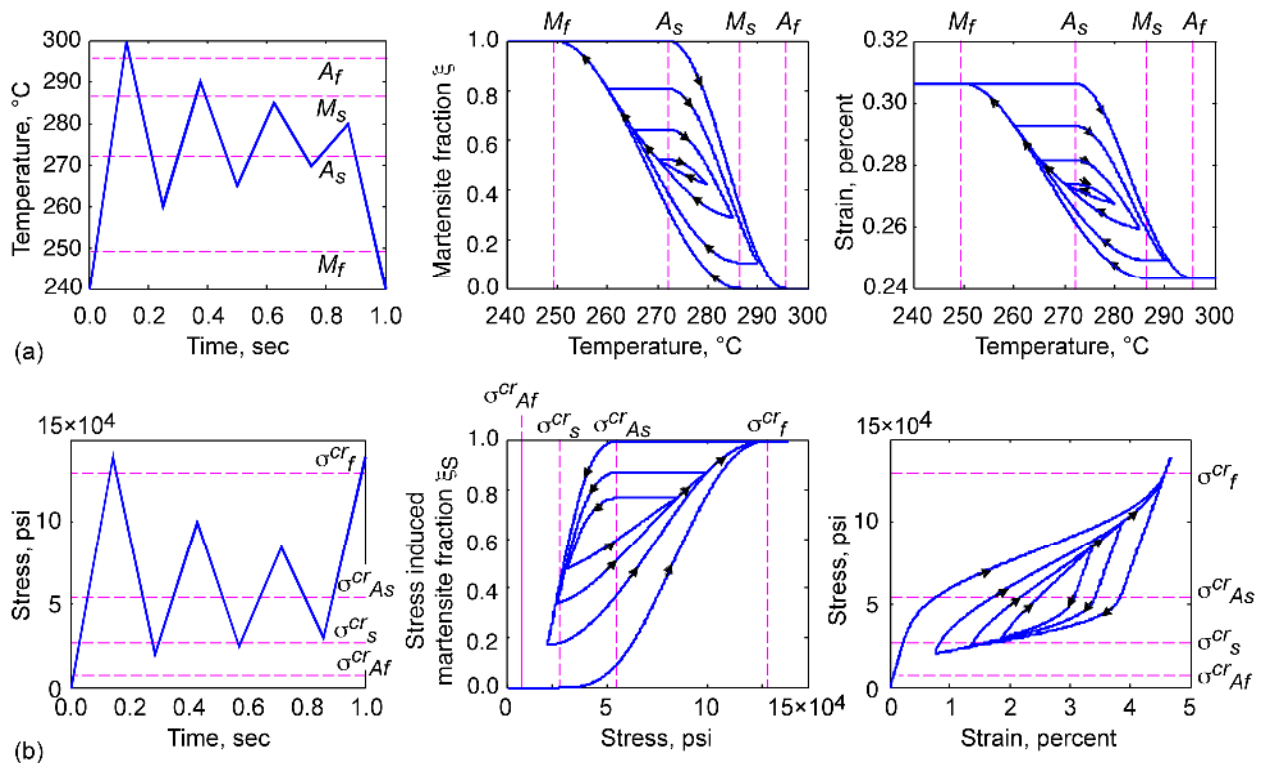 M_f A_s M_s A_f
M_f A_s M_s A_f
Temperature, °C
300
290
280
270
260
250
240
A_f
M_s
A_s
M_f
0.0 0.2 0.4 0.6 0.8 1.0
Time, sec
Martensite fraction ξ
1.0
0.8
0.6
0.4
0.2
0.0
240 250 260 270 280 290 300
Temperature, °C
Strain, percent
0.32
0.30
0.28
0.26
0.24
240 250 260 270 280 290 300
Temperature, °C
(a)
Stress, psi
15×10⁴
10
5
0
σ^cr_f
σ^cr_As
σ^cr_s
σ^cr_Af
0.0 0.2 0.4 0.6 0.8 1.0
Time, sec
σ^cr_Af
σ^cr_s σ^cr_As σ^cr_f
Stress induced
martensite fraction ξ_S
1.0
0.8
0.6
0.4
0.2
0.0
0 5 10 15×10⁴
Stress, psi
Stress, psi
15×10⁴
10
5
0
σ^cr_f
σ^cr_As
σ^cr_s
σ^cr_Af
0 1 2 3 4 5
Strain, percent
(b)